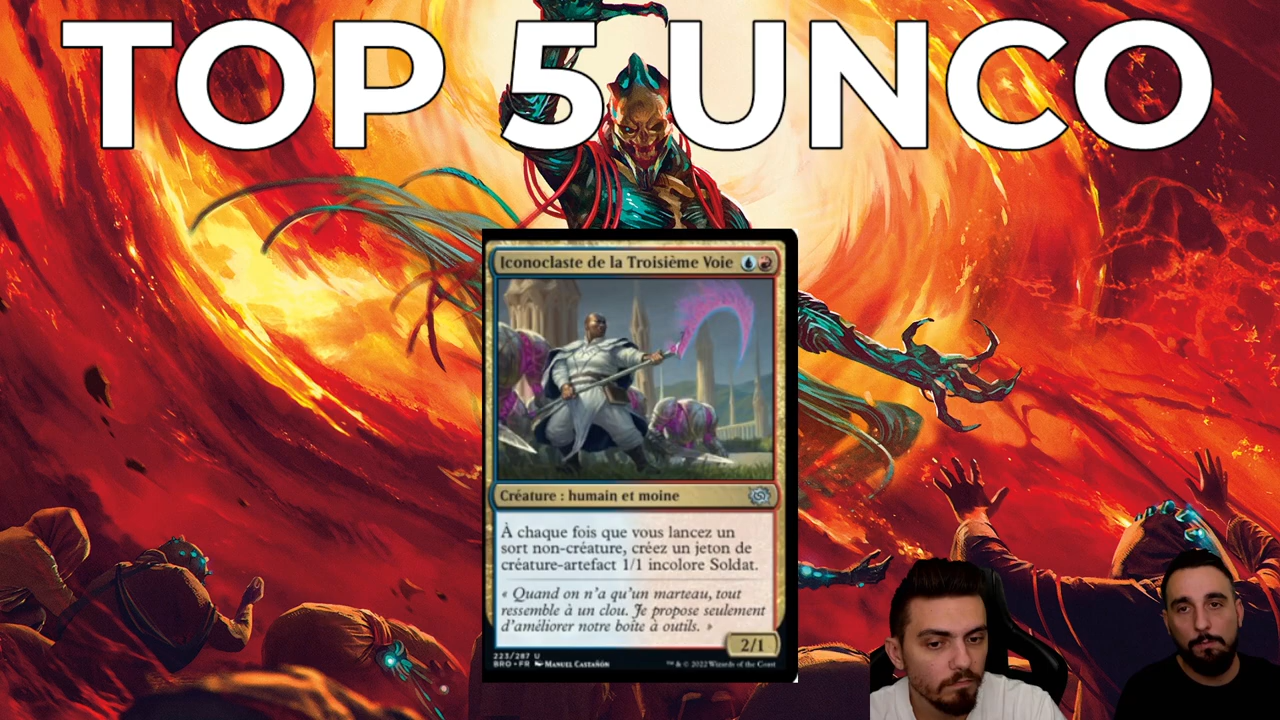 TOP 5 UNCO
Iconoclaste de la Troisième Voie
Créature : humain et moine
À chaque fois que vous lancez un
sort non-créature, créez un jeton de
créature-artefact 1/1 incolore Soldat.
« Quand on n'a qu'un marteau, tout
ressemble à un clou. Je propose seulement
d'améliorer notre boîte à outils. »
2/1
223/287 U
BRO • FR Manuel Castañón
™ & © 2022 Wizards of the Coast